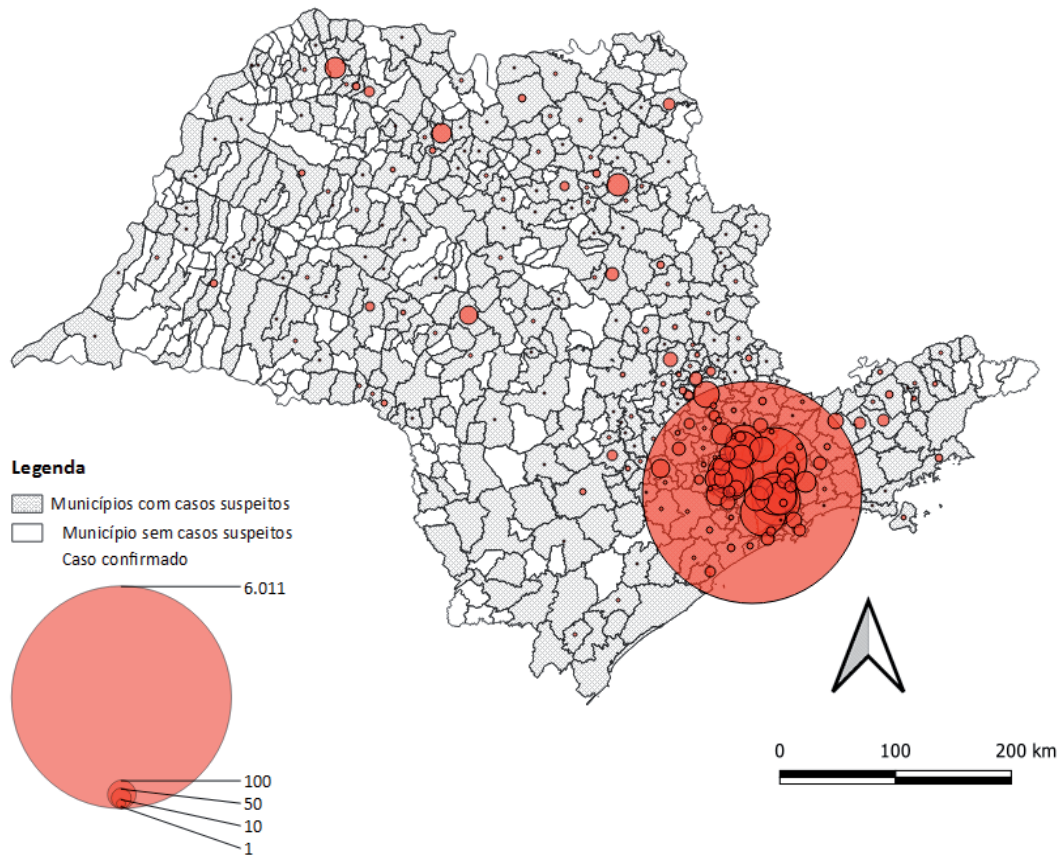 Legenda
Municípios com casos suspeitos
Município sem casos suspeitos
Caso confirmado
6.011
100
50
10
1
0 100 200 km